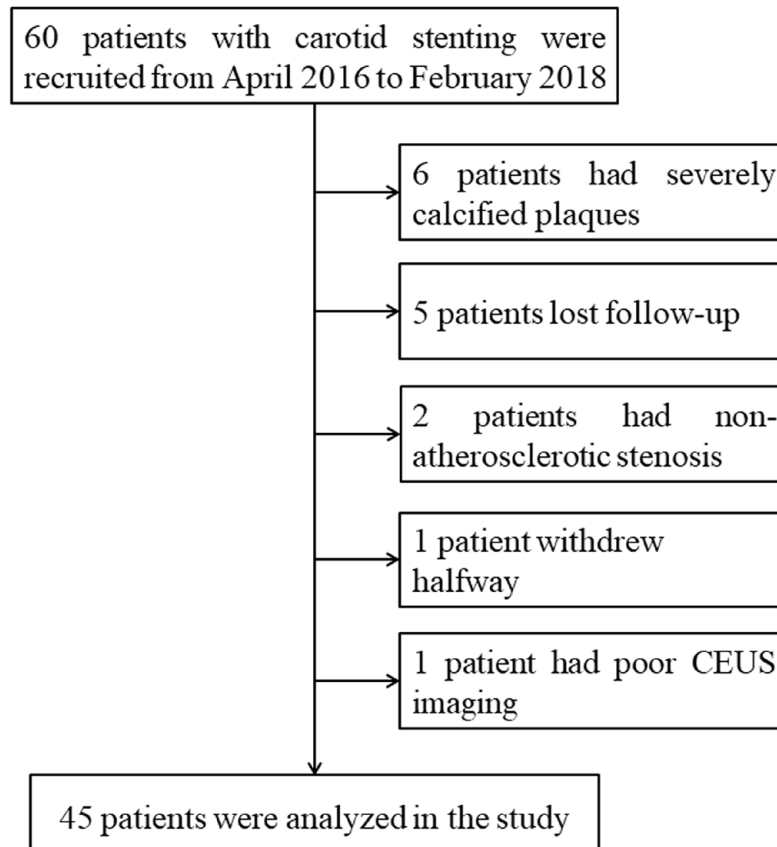 60 patients with carotid stenting were
recruited from April 2016 to February 2018
6 patients had severely
calcified plaques
5 patients lost follow-up
2 patients had non-
atherosclerotic stenosis
1 patient withdrew
halfway
1 patient had poor CEUS
imaging
45 patients were analyzed in the study